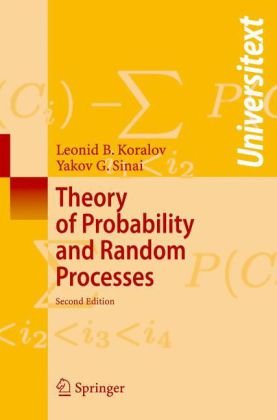 Universitext
Leonid B. Koralov
Yakov G. Sinai
Theory
of Probability
and Random
Processes
Second Edition
Springer